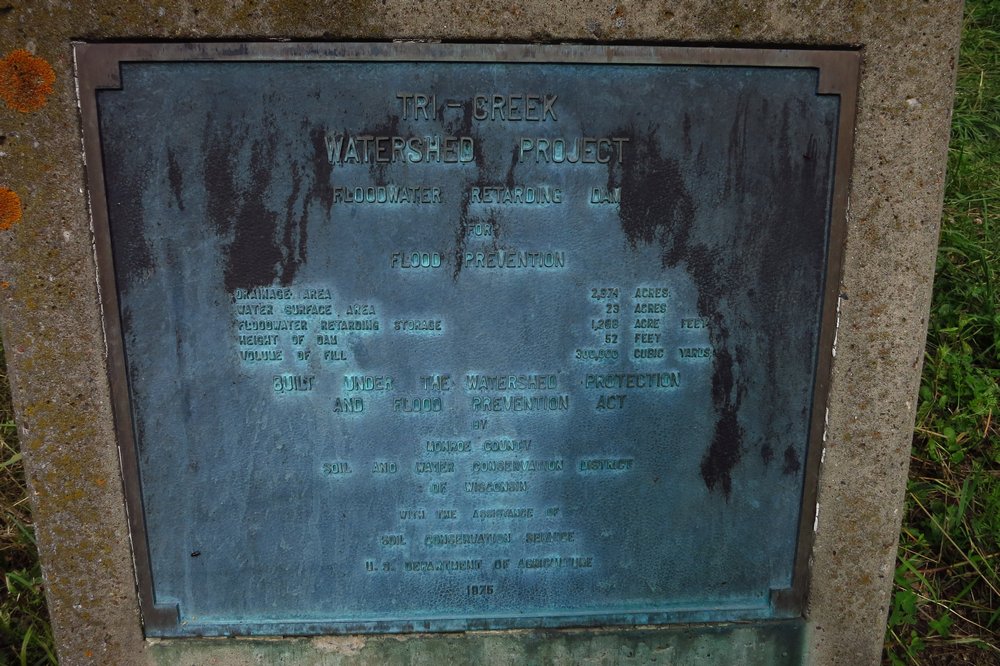 TRI-CREEK
WATERSHED PROJECT
FLOODWATER RETARDING DAM
FOR
FLOOD PREVENTION
DRAINAGE AREA 2,974 ACRES
WATER SURFACE AREA 23 ACRES
FLOODWATER RETARDING STORAGE ACRE FEET
HEIGHT OF DAM 52 FEET
VOLUME OF FILL 300,000 CUBIC YARDS
BUILT UNDER THE WATERSHED PROTECTION
AND FLOOD PREVENTION ACT
BY
MONROE COUNTY
SOIL AND WATER CONSERVATION DISTRICT
OF WISCONSIN
WITH THE ASSISTANCE OF
SOIL CONSERVATION SERVICE
U. S. DEPARTMENT OF AGRICULTURE
1975